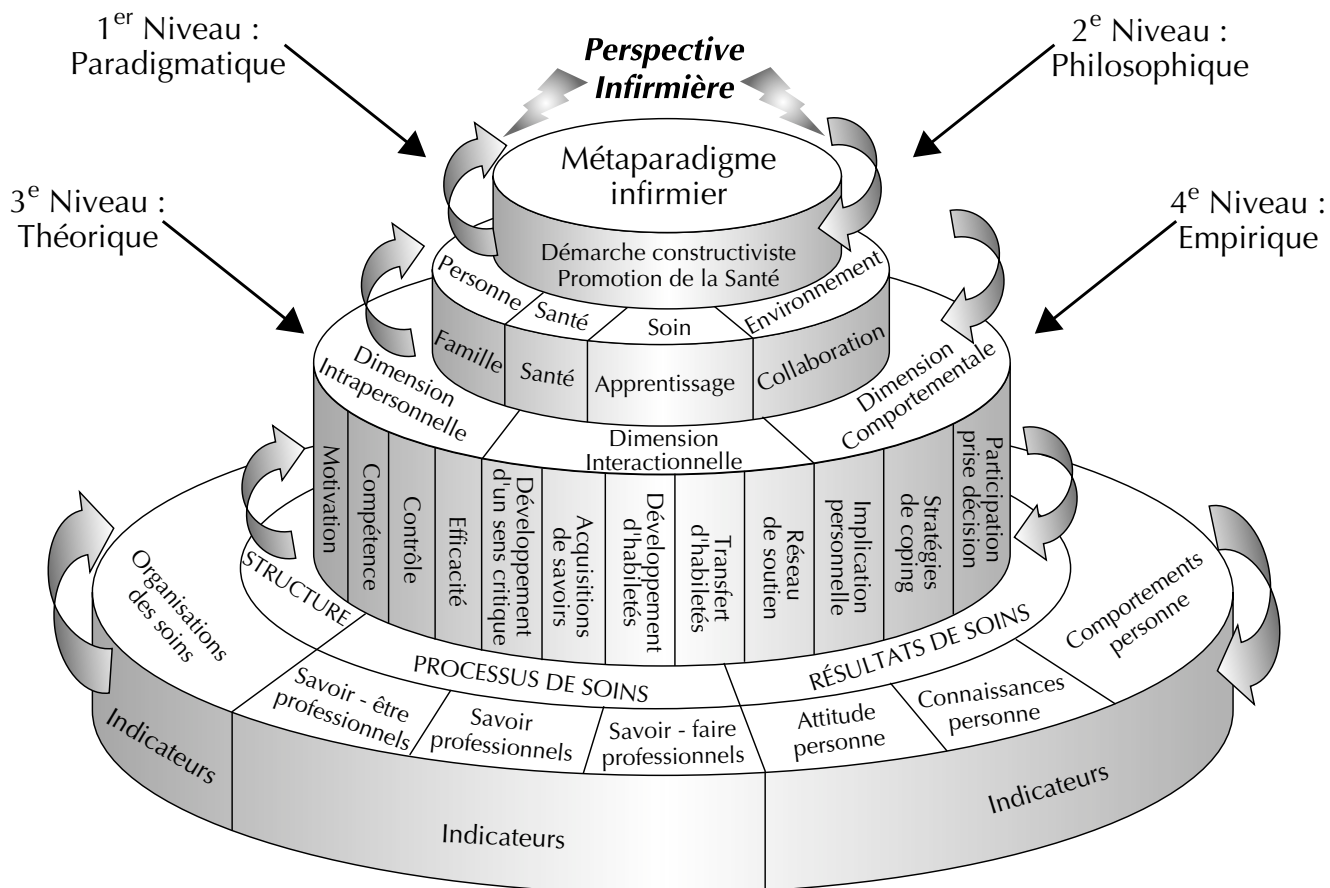 1er Niveau :
Paradigmatique
Perspective
Infirmière
2e Niveau :
Philosophique
3e Niveau :
Théorique
4e Niveau :
Empirique
Métaparadigme
infirmier
Démarche constructiviste
Promotion de la Santé
Personne
Santé
Soin
Environnement
Famille
Santé
Apprentissage
Collaboration
Dimension
Intrapersonnelle
Dimension
Interactionnelle
Dimension
Comportementale
Motivation
Compétence
Contrôle
Efficacité
Développement
d'un sens critique
Acquisitions
de savoirs
Développement
d'habiletés
Transfert
d'habiletés
Réseau
de soutien
Implication
personnelle
Stratégies
de coping
Participation
prise décision
STRUCTURE
PROCESSUS DE SOINS
RÉSULTATS DE SOINS
Organisations
des soins
Savoir - être
professionnels
Savoir
professionnels
Savoir - faire
professionnels
Attitude
personne
Connaissances
personne
Comportements
personne
Indicateurs
Indicateurs
Indicateurs